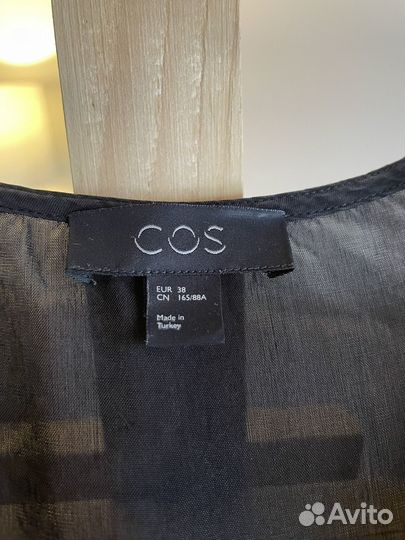 COS
EUR 38
CN 165/88A
Made in
Turkey
Avito